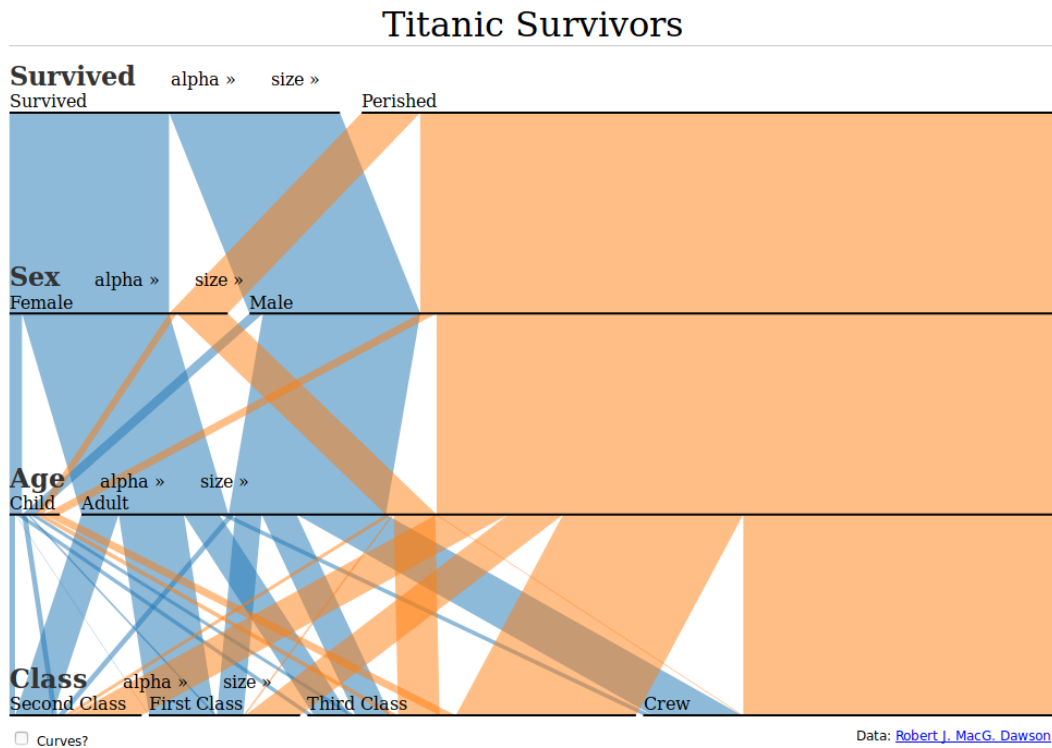 Titanic Survivors
Survived alpha » size »
Survived Perished
Sex alpha » size »
Female Male
Age alpha » size »
Child Adult
Class alpha » size »
Second Class First Class Third Class Crew
Curves? Data: Robert J. MacG. Dawson